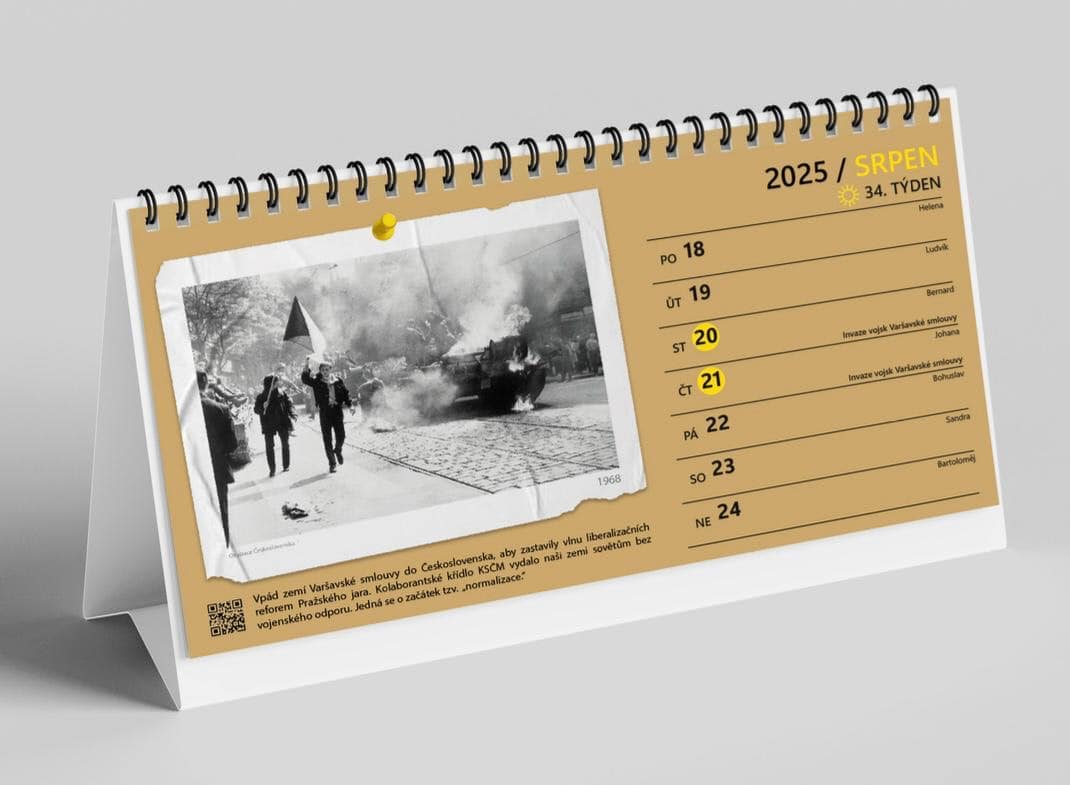 2025 / SRPEN
34. TÝDEN
Helena
PO 18
Ludvík
ÚT 19
Bernard
ST 20
Invaze vojsk Varšavské smlouvy
Johana
ČT 21
Invaze vojsk Varšavské smlouvy
Bohuslav
PÁ 22
Sandra
SO 23
Bartoloměj
NE 24
1968
Okupace Československa
Vpád zemí Varšavské smlouvy do Československa, aby zastavily vlnu liberalizačních
reforem Pražského jara. Kolaborantské křídlo KSČM vydalo naši zemi sovětům bez
vojenského odporu. Jedná se o začátek tzv. „normalizace.“